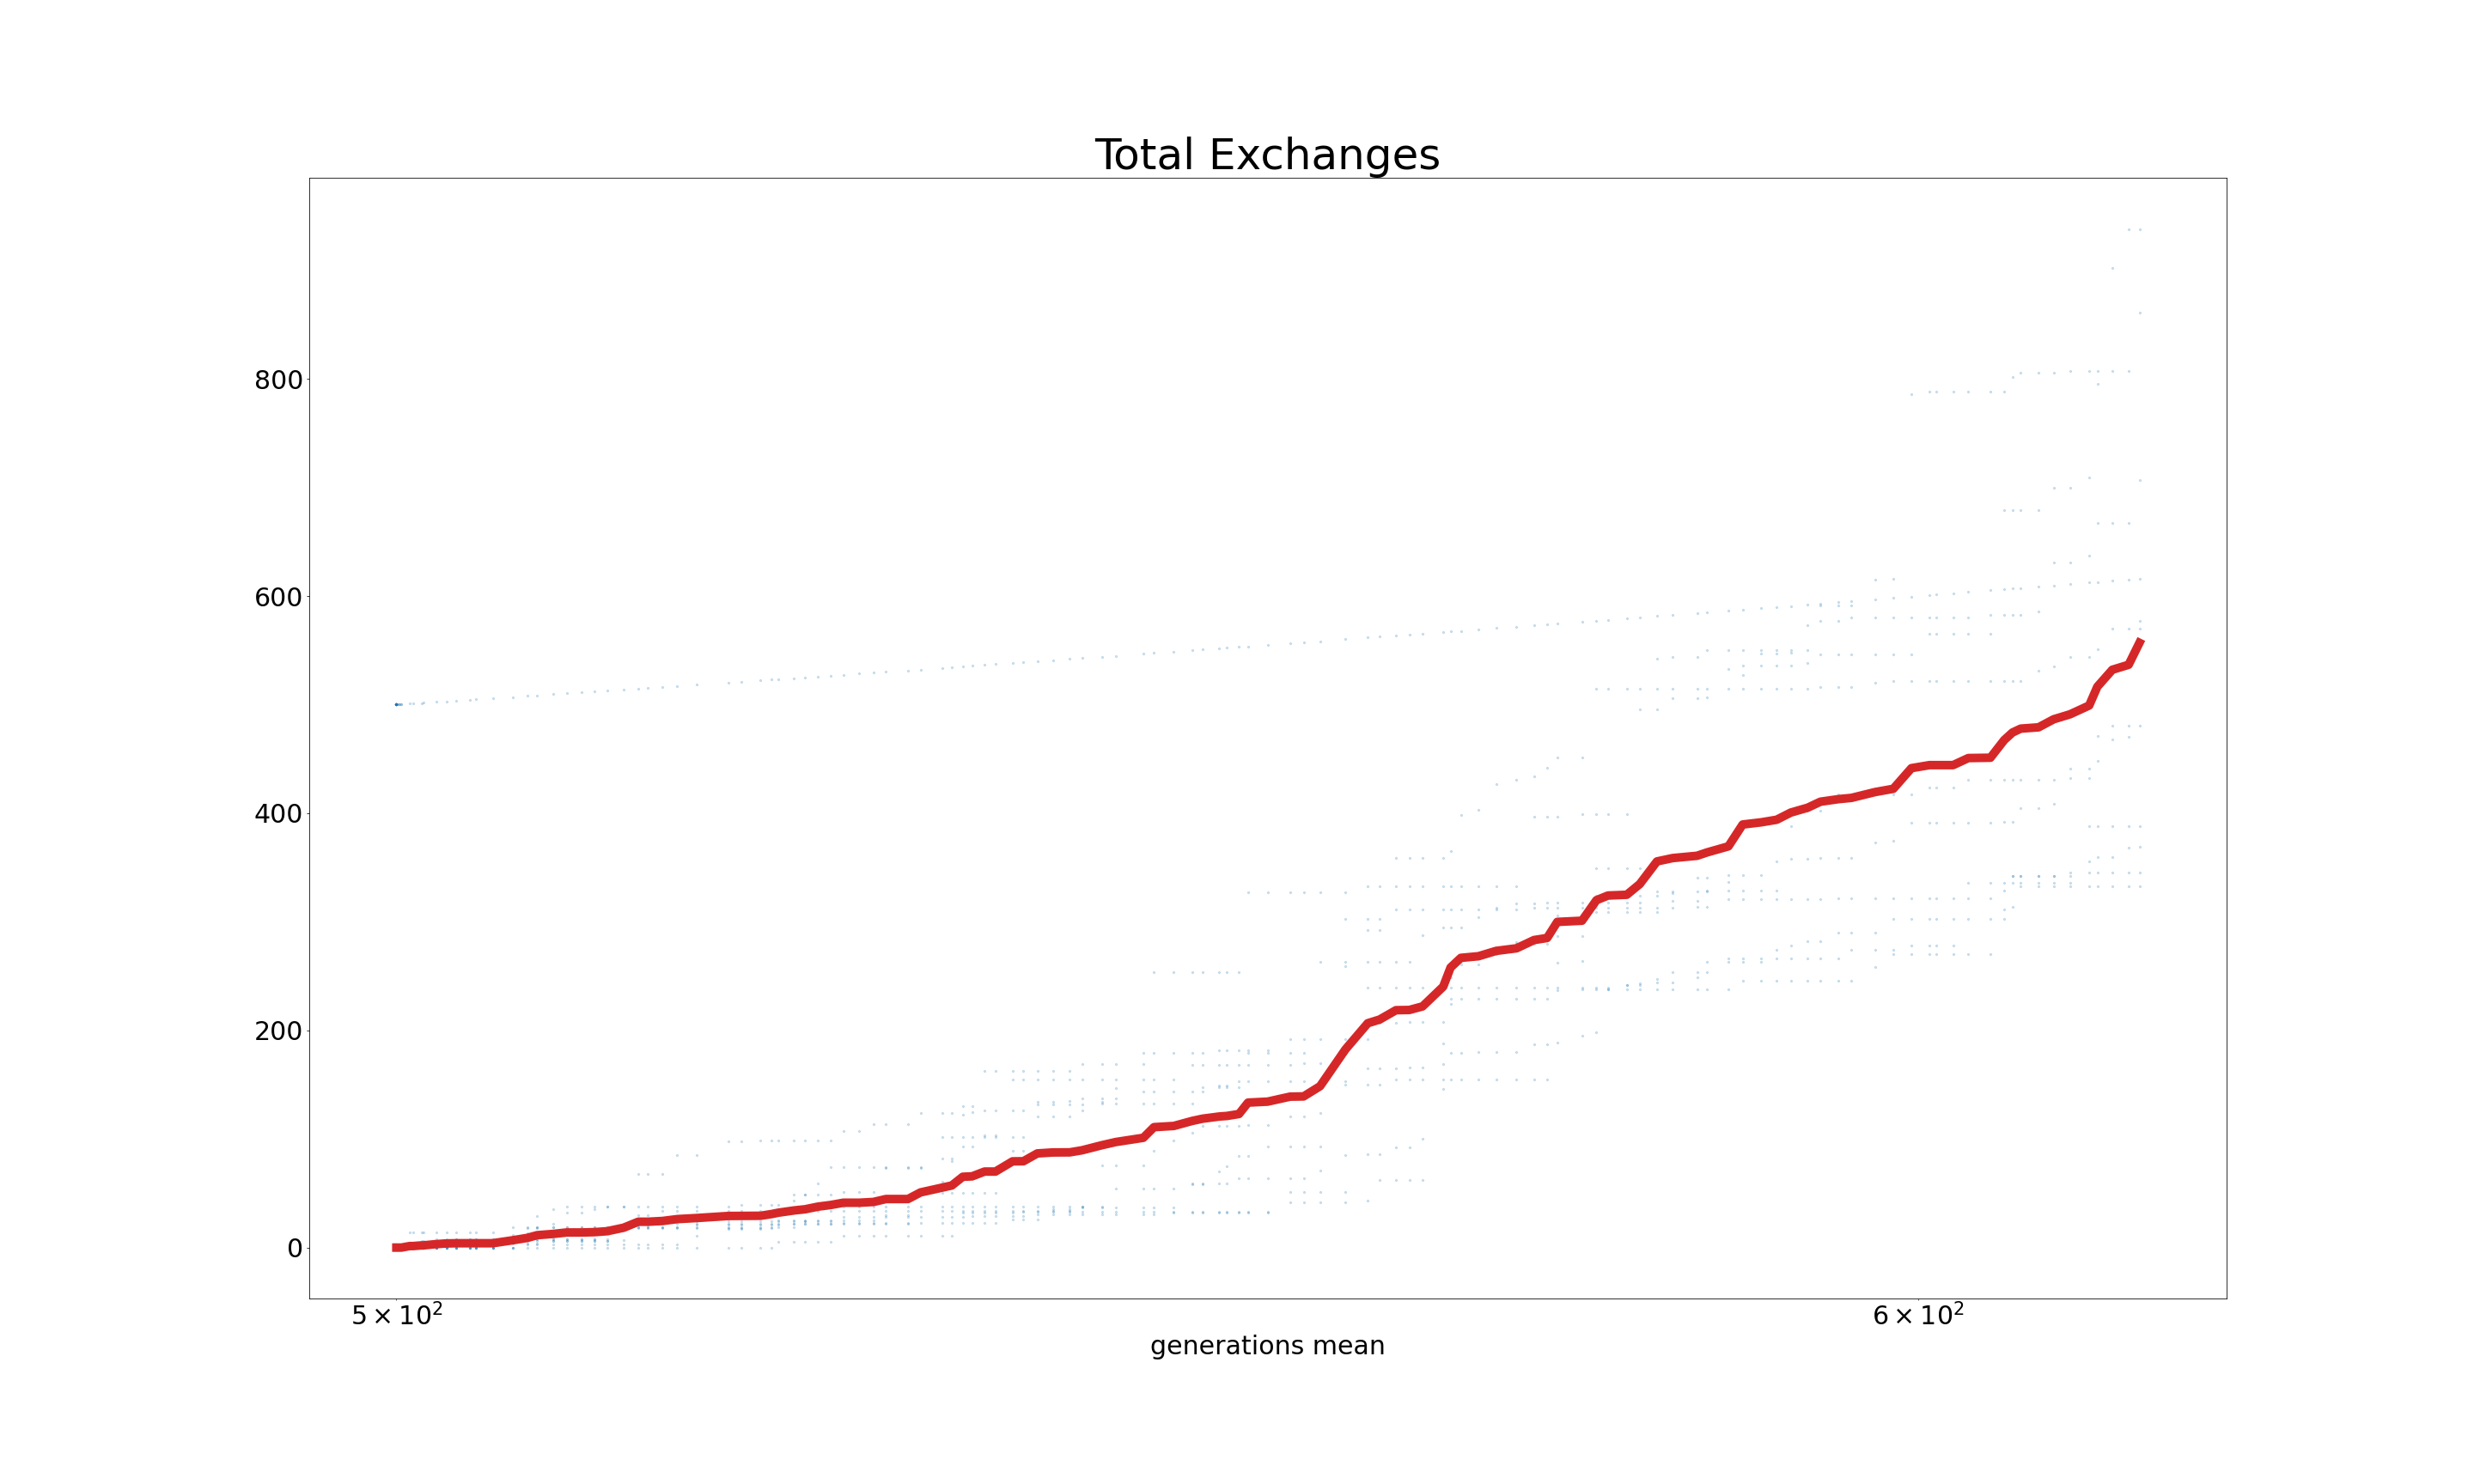 Total Exchanges
800
600
400
200
0
5 × 10²
6 × 10²
generations mean